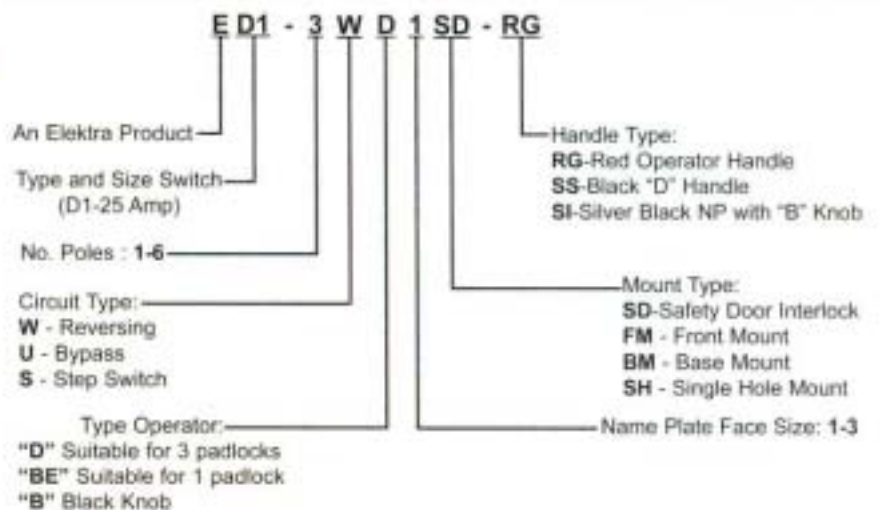 E D1 - 3 W D 1 SD - RG
An Elektra Product
Type and Size Switch
(D1-25 Amp)
No. Poles : 1-6
Circuit Type:
W - Reversing
U - Bypass
S - Step Switch
Type Operator:
"D" Suitable for 3 padlocks
"BE" Suitable for 1 padlock
"B" Black Knob
Handle Type:
RG-Red Operator Handle
SS-Black "D" Handle
SI-Silver Black NP with "B" Knob
Mount Type:
SD-Safety Door Interlock
FM - Front Mount
BM - Base Mount
SH - Single Hole Mount
Name Plate Face Size: 1-3